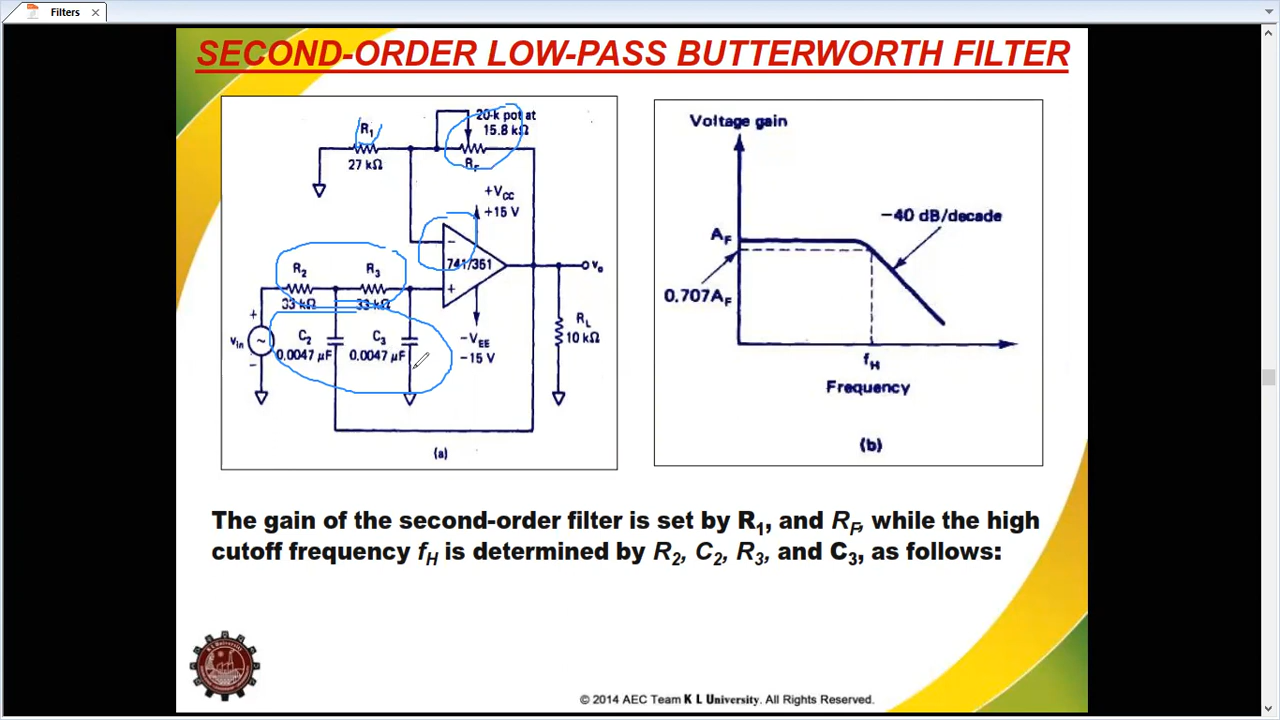 Filters
SECOND-ORDER LOW-PASS BUTTERWORTH FILTER
20-k pot at
15.8 kΩ
R1
RF
27 kΩ
+VCC
+15 V
−
741/351
+
vo
R2
R3
33 kΩ
33 kΩ
+
vin
−
C2
C3
0.0047 µF
0.0047 µF
−VEE
−15 V
RL
10 kΩ
(a)
Voltage gain
−40 dB/decade
AF
0.707AF
fH
Frequency
(b)
The gain of the second-order filter is set by R1, and RF, while the high
cutoff frequency fH is determined by R2, C2, R3, and C3, as follows:
© 2014 AEC Team K L University. All Rights Reserved.